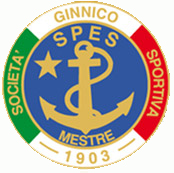 SOCIETA' GINNICO SPORTIVA
SPES
MESTRE
1903